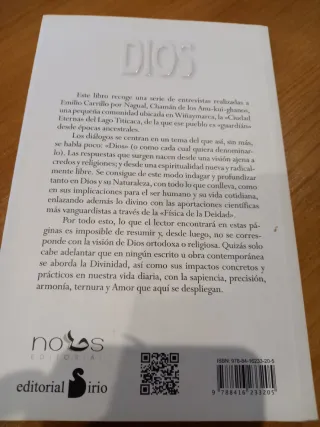 DIOS
Este libro recoge una serie de entrevistas realizadas a
Emilio Carrillo por Nagual, Chamán de los Amu-kui-ghanos,
una pequeña comunidad ubicada en Wiñaymarca, la «Ciudad
Eterna» del Lago Titicaca, de la que ese pueblo es «guardián»
desde épocas ancestrales.
Los diálogos se centran en un tema del que así, sin más,
se habla poco: «Dios» (o como cada cual quiera denominar-
lo). Las respuestas que surgen nacen desde una visión ajena a
credos y religiones; y desde una espiritualidad nueva y radical-
mente libre. Se consigue de este modo indagar y profundizar
tanto en Dios y su Naturaleza, con todo lo que conlleva, como
en sus implicaciones para el ser humano y su vida cotidiana,
enlazando además lo divino con las aportaciones científicas
más vanguardistas a través de la «Física de la Deidad».
Por todo esto, lo que el lector encontrará en estas pá-
ginas es imposible de resumir y, desde luego, no se corres-
ponde con la visión de Dios ortodoxa o religiosa. Quizás solo
cabe adelantar que en ningún escrito u obra contemporánea
se aborda la Divinidad, así como sus impactos concretos y
prácticos en nuestra vida diaria, con la sapiencia, precisión,
armonía, ternura y Amor que aquí se despliegan.
nous
EDITORIAL
editorial Sirio
ISBN: 978-84-16233-20-5
9 788416 233205